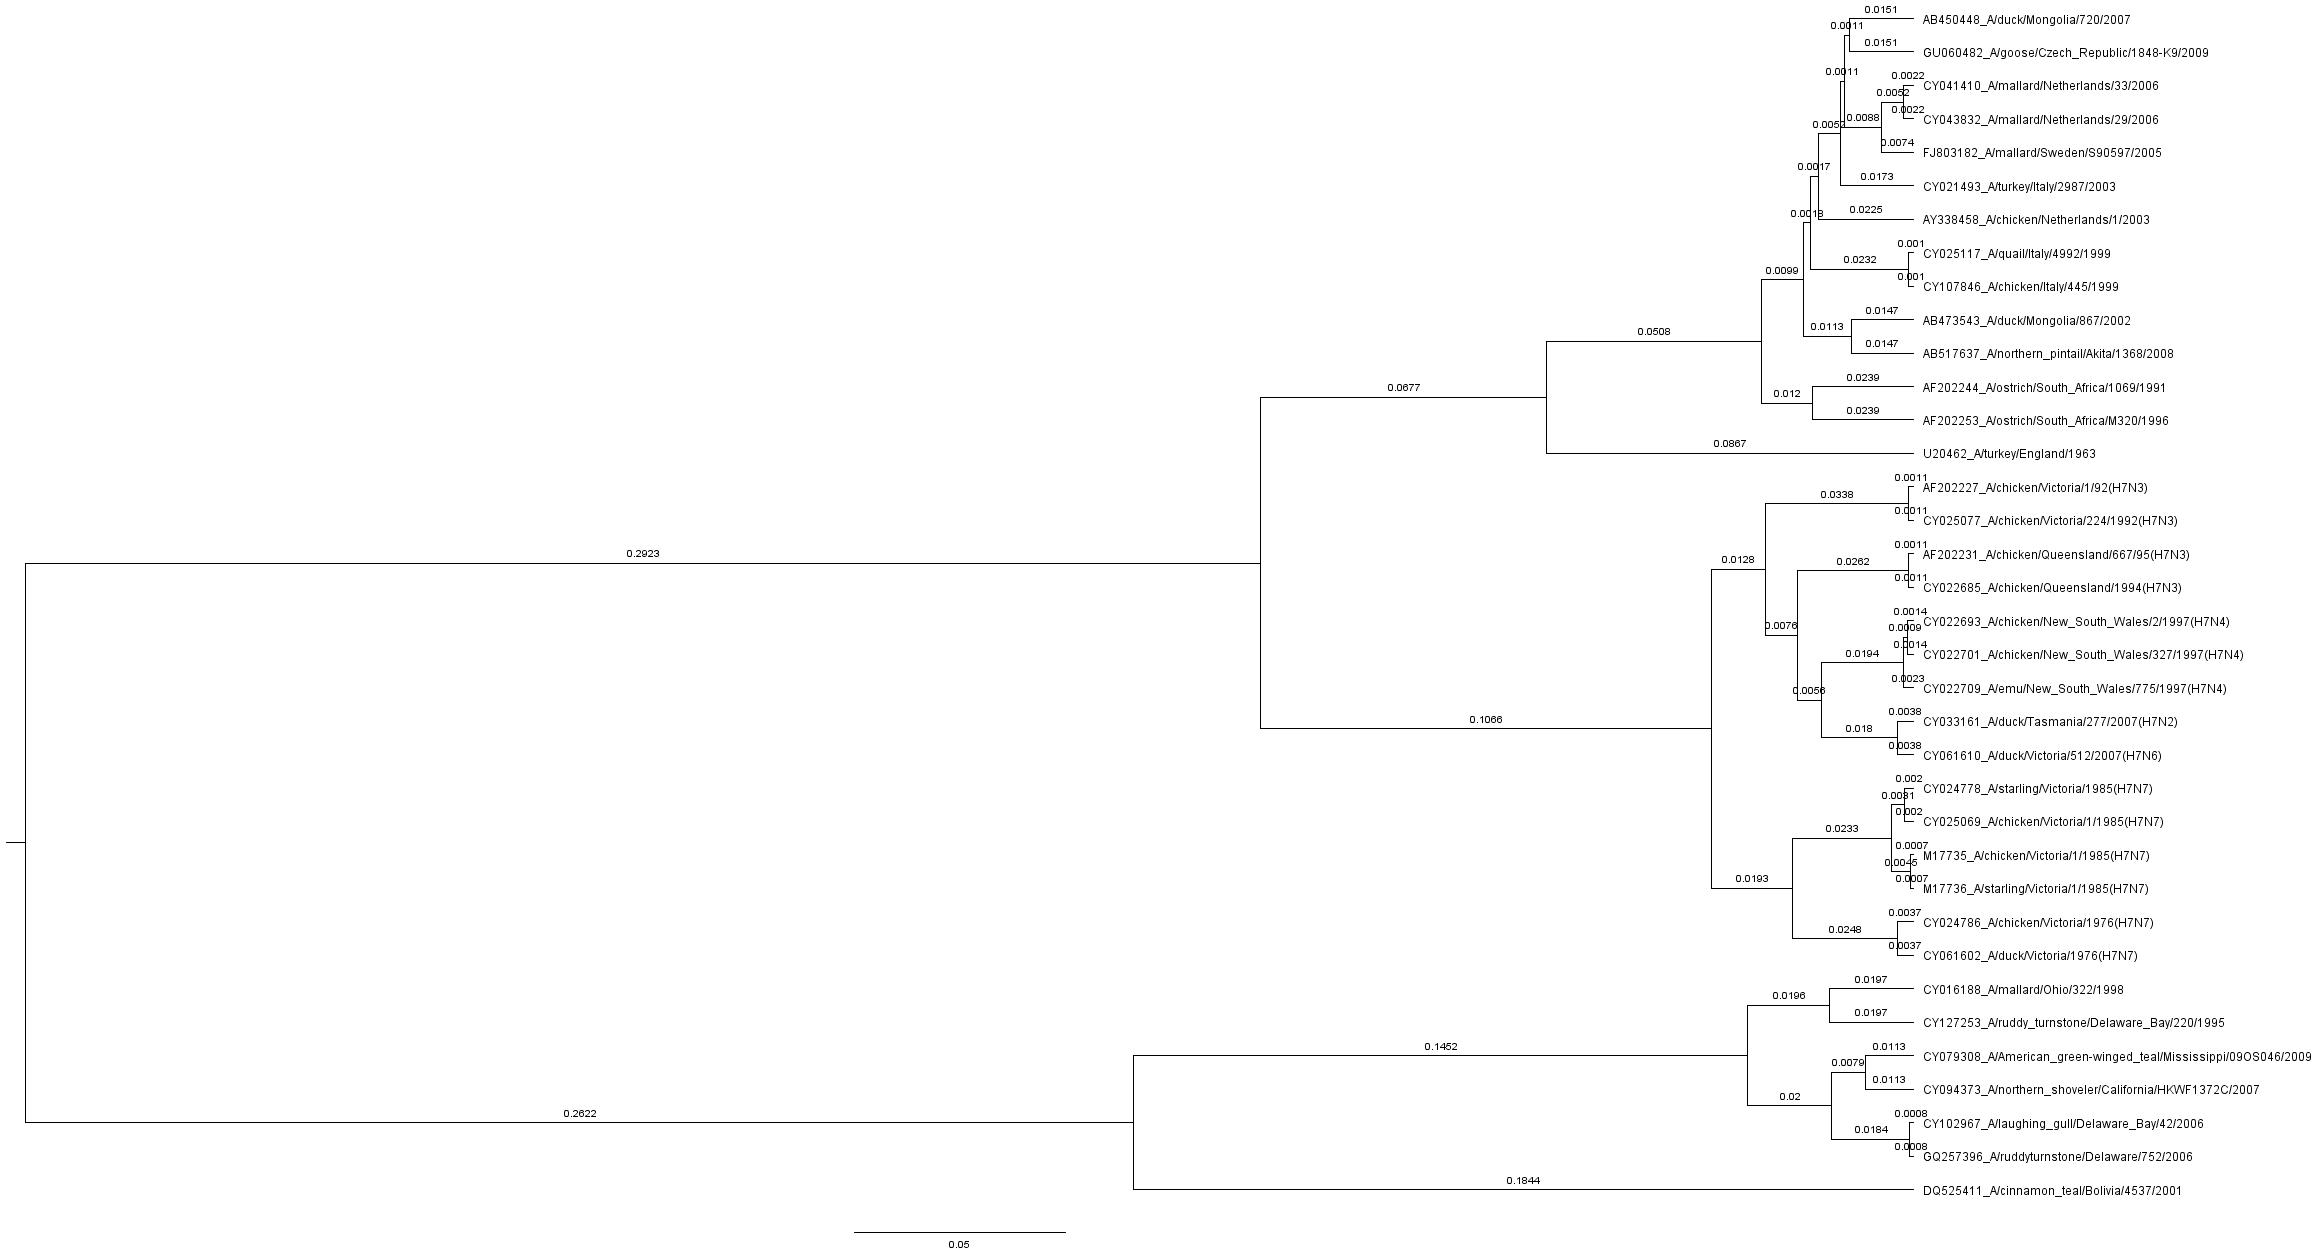 0.0151
AB450448_A/duck/Mongolia/720/2007
0.0011
0.0151
GU060482_A/goose/Czech_Republic/1848-K9/2009
0.0011
0.0022
CY041410_A/mallard/Netherlands/33/2006
0.0052
0.0022
CY043832_A/mallard/Netherlands/29/2006
0.0088
0.0052
0.0074
FJ803182_A/mallard/Sweden/S90597/2005
0.0017
0.0173
CY021493_A/turkey/Italy/2987/2003
0.0018
0.0225
AY338458_A/chicken/Netherlands/1/2003
0.001
CY025117_A/quail/Italy/4992/1999
0.0232
0.0099
0.001
CY107846_A/chicken/Italy/445/1999
0.0147
AB473543_A/duck/Mongolia/867/2002
0.0113
0.0508
0.0147
AB517637_A/northern_pintail/Akita/1368/2008
0.0239
AF202244_A/ostrich/South_Africa/1069/1991
0.0677
0.012
0.0239
AF202253_A/ostrich/South_Africa/M320/1996
0.0867
U20462_A/turkey/England/1963
0.0011
AF202227_A/chicken/Victoria/1/92(H7N3)
0.0338
0.0011
CY025077_A/chicken/Victoria/224/1992(H7N3)
0.2923
0.0128
0.0011
AF202231_A/chicken/Queensland/667/95(H7N3)
0.0262
0.0011
CY022685_A/chicken/Queensland/1994(H7N3)
0.0014
CY022693_A/chicken/New_South_Wales/2/1997(H7N4)
0.0076
0.0009
0.0014
CY022701_A/chicken/New_South_Wales/327/1997(H7N4)
0.0194
0.0023
CY022709_A/emu/New_South_Wales/775/1997(H7N4)
0.0056
0.0038
CY033161_A/duck/Tasmania/277/2007(H7N2)
0.1066
0.018
0.0038
CY061610_A/duck/Victoria/512/2007(H7N6)
0.002
CY024778_A/starling/Victoria/1985(H7N7)
0.0031
0.002
CY025069_A/chicken/Victoria/1/1985(H7N7)
0.0233
0.0007
M17735_A/chicken/Victoria/1/1985(H7N7)
0.0045
0.0193
0.0007
M17736_A/starling/Victoria/1/1985(H7N7)
0.0037
CY024786_A/chicken/Victoria/1976(H7N7)
0.0248
0.0037
CY061602_A/duck/Victoria/1976(H7N7)
0.0197
CY016188_A/mallard/Ohio/322/1998
0.0196
0.0197
CY127253_A/ruddy_turnstone/Delaware_Bay/220/1995
0.1452
0.0113
CY079308_A/American_green-winged_teal/Mississippi/09OS046/2009
0.0079
0.0113
CY094373_A/northern_shoveler/California/HKWF1372C/2007
0.02
0.2622
0.0008
CY102967_A/laughing_gull/Delaware_Bay/42/2006
0.0184
0.0008
GQ257396_A/ruddyturnstone/Delaware/752/2006
0.1844
DQ525411_A/cinnamon_teal/Bolivia/4537/2001
0.05